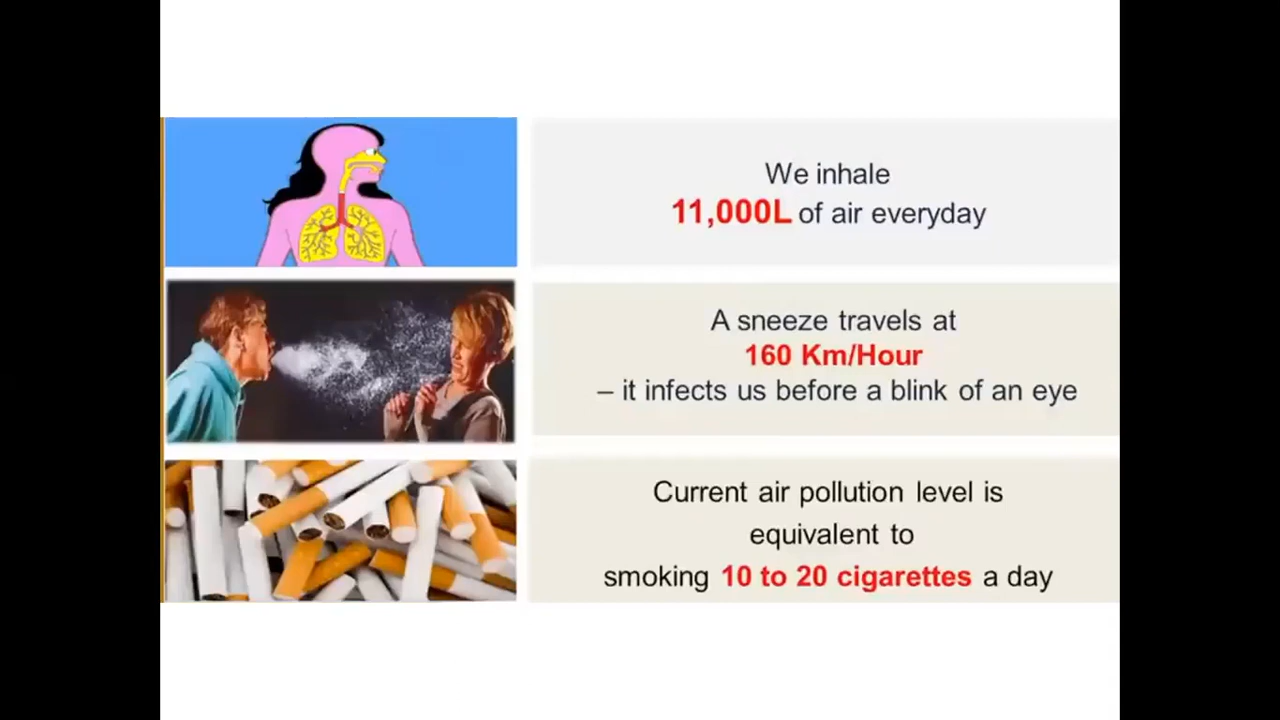 We inhale
11,000L of air everyday
A sneeze travels at
160 Km/Hour
– it infects us before a blink of an eye
Current air pollution level is
equivalent to
smoking 10 to 20 cigarettes a day